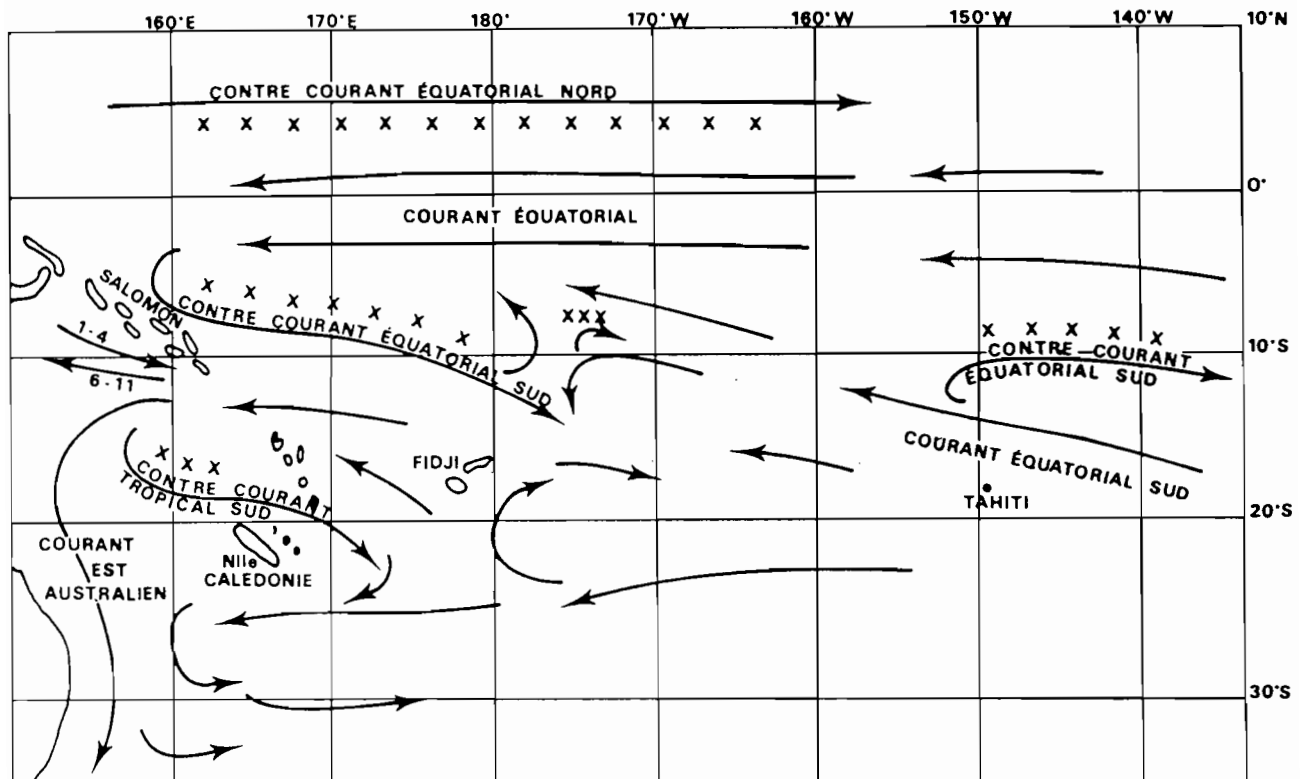 160°E 170°E 180° 170°W 160°W 150°W 140°W 10°N
CONTRE COURANT ÉQUATORIAL NORD
X X X X X X X X X X X X X
0°
COURANT ÉQUATORIAL
SALOMON
X X X X X X X
CONTRE COURANT ÉQUATORIAL SUD
XXX
X X X X X
CONTRE COURANT
ÉQUATORIAL SUD
1-4
6-11
10°S
COURANT ÉQUATORIAL SUD
X X X
CONTRE COURANT
TROPICAL SUD
FIDJI
TAHITI
20°S
COURANT
EST
AUSTRALIEN
Nlle
CALEDONIE
30°S